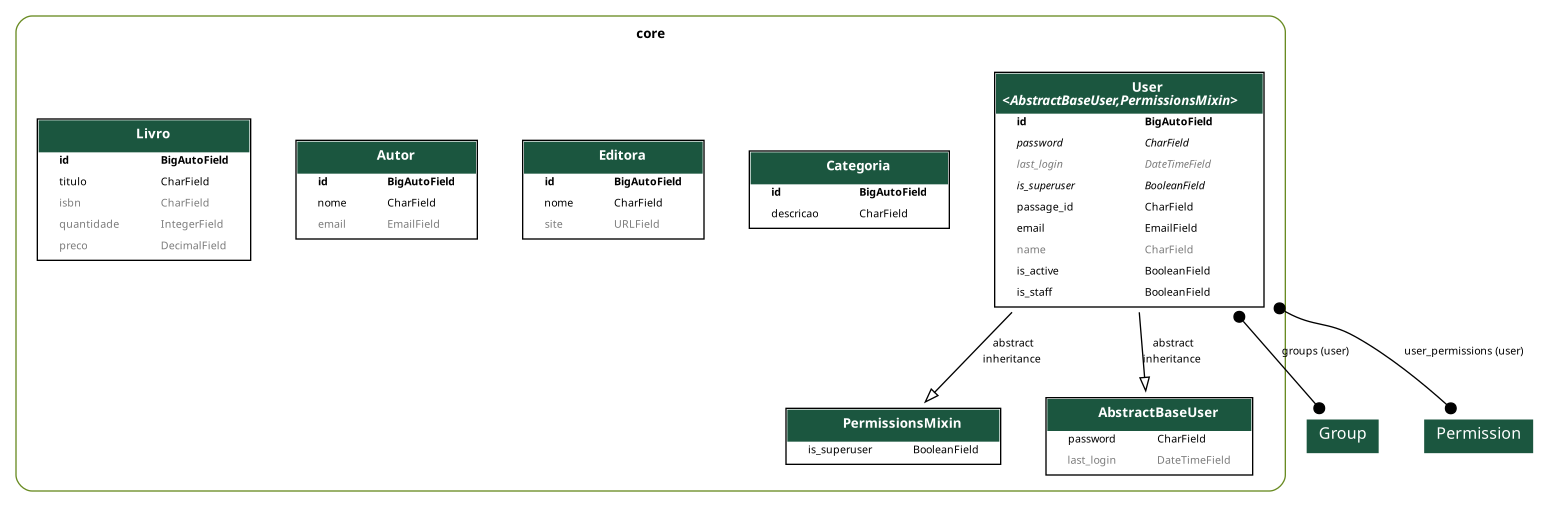 core
Livro
id BigAutoField
titulo CharField
isbn CharField
quantidade IntegerField
preco DecimalField
Autor
id BigAutoField
nome CharField
email EmailField
Editora
id BigAutoField
nome CharField
site URLField
Categoria
id BigAutoField
descricao CharField
User
<AbstractBaseUser,PermissionsMixin>
id BigAutoField
password CharField
last_login DateTimeField
is_superuser BooleanField
passage_id CharField
email EmailField
name CharField
is_active BooleanField
is_staff BooleanField
abstract
inheritance
abstract
inheritance
groups (user)
user_permissions (user)
PermissionsMixin
is_superuser BooleanField
AbstractBaseUser
password CharField
last_login DateTimeField
Group
Permission